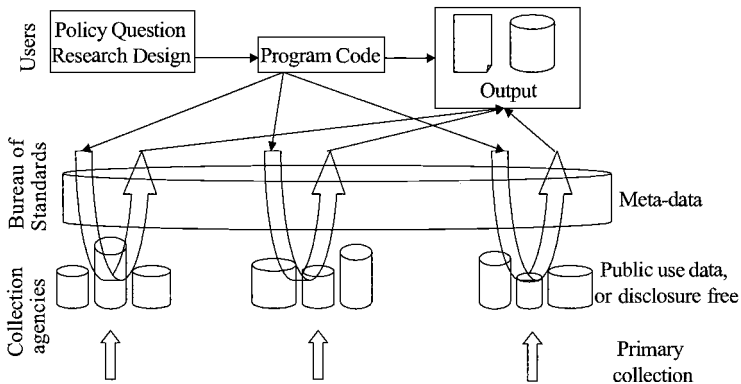 Users
Policy Question
Research Design
Program Code
Output
Bureau of
Standards
Meta-data
Collection
agencies
Public use data,
or disclosure free
Primary
collection